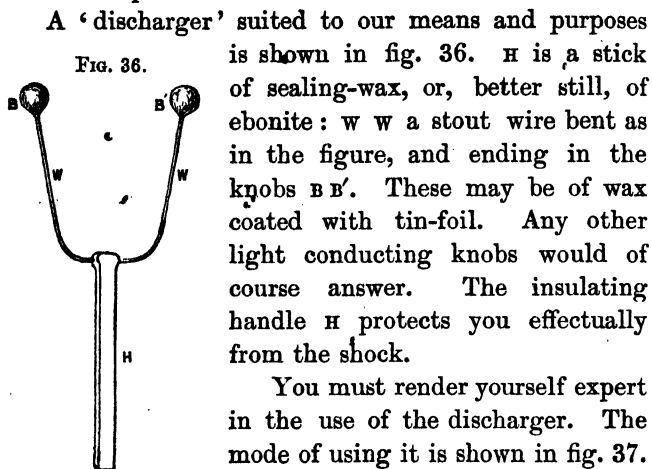 A ‘discharger’ suited to our means and purposes
is shown in fig. 36. H is a stick
of sealing-wax, or, better still, of
ebonite : W W a stout wire bent as
in the figure, and ending in the
knobs B B′. These may be of wax
coated with tin-foil. Any other
light conducting knobs would of
course answer. The insulating
handle H protects you effectually
from the shock.
You must render yourself expert
in the use of the discharger. The
mode of using it is shown in fig. 37.
FIG. 36.
B B′
W W
H